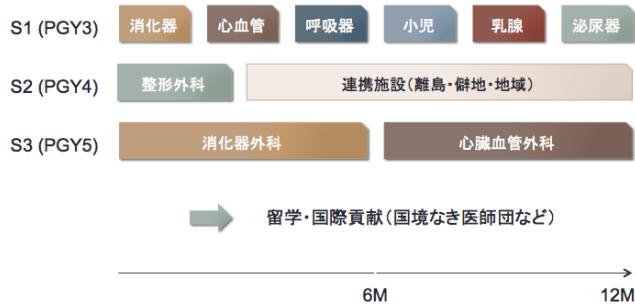 S1 (PGY3) 消化器 心血管 呼吸器 小児 乳腺 泌尿器
S2 (PGY4) 整形外科 連携施設(離島・僻地・地域)
S3 (PGY5) 消化器外科 心臓血管外科
留学・国際貢献(国境なき医師団など)
6M 12M